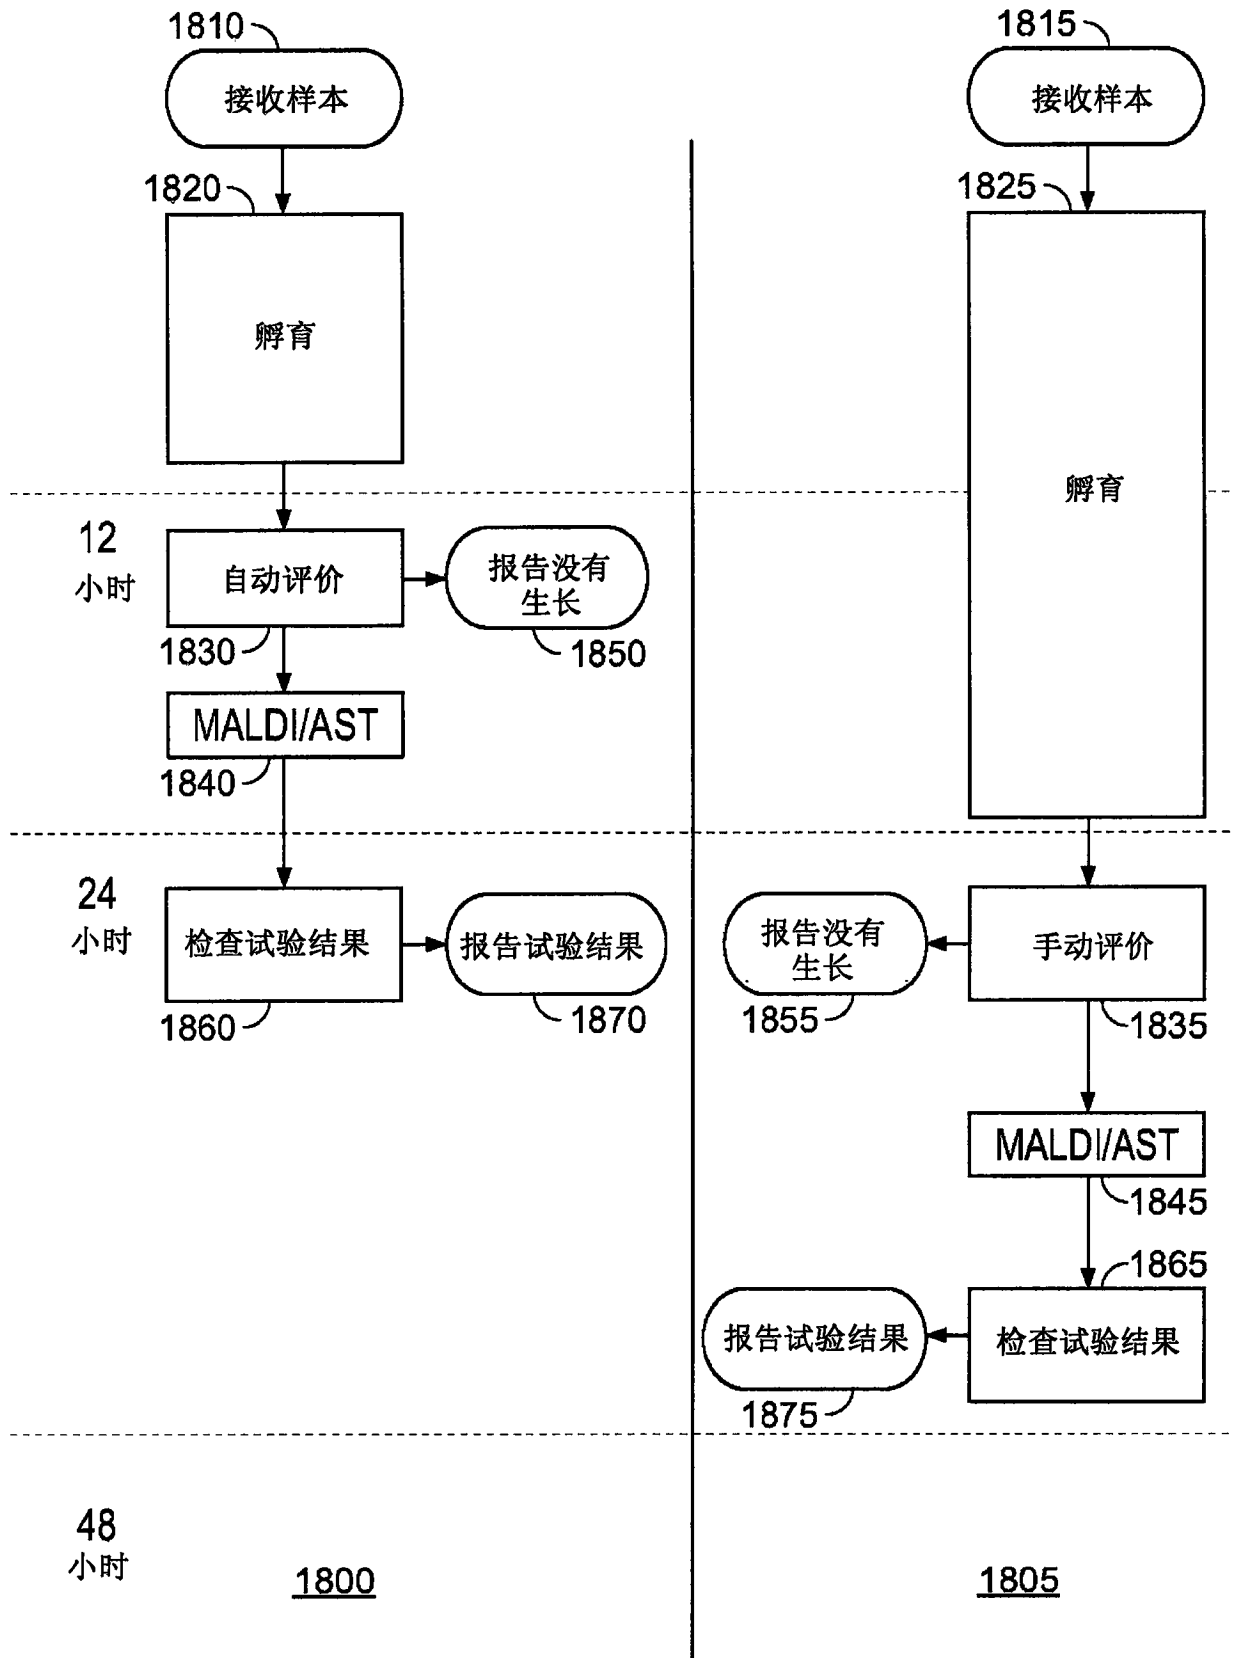 1810
接收样本
1820
孵育
12
小时
自动评价
1830
报告没有
生长
1850
MALDI/AST
1840
24
小时
检查试验结果
1860
报告试验结果
1870
48
小时
1800
1815
接收样本
1825
孵育
手动评价
1835
报告没有
生长
1855
MALDI/AST
1845
1865
检查试验结果
报告试验结果
1875
1805